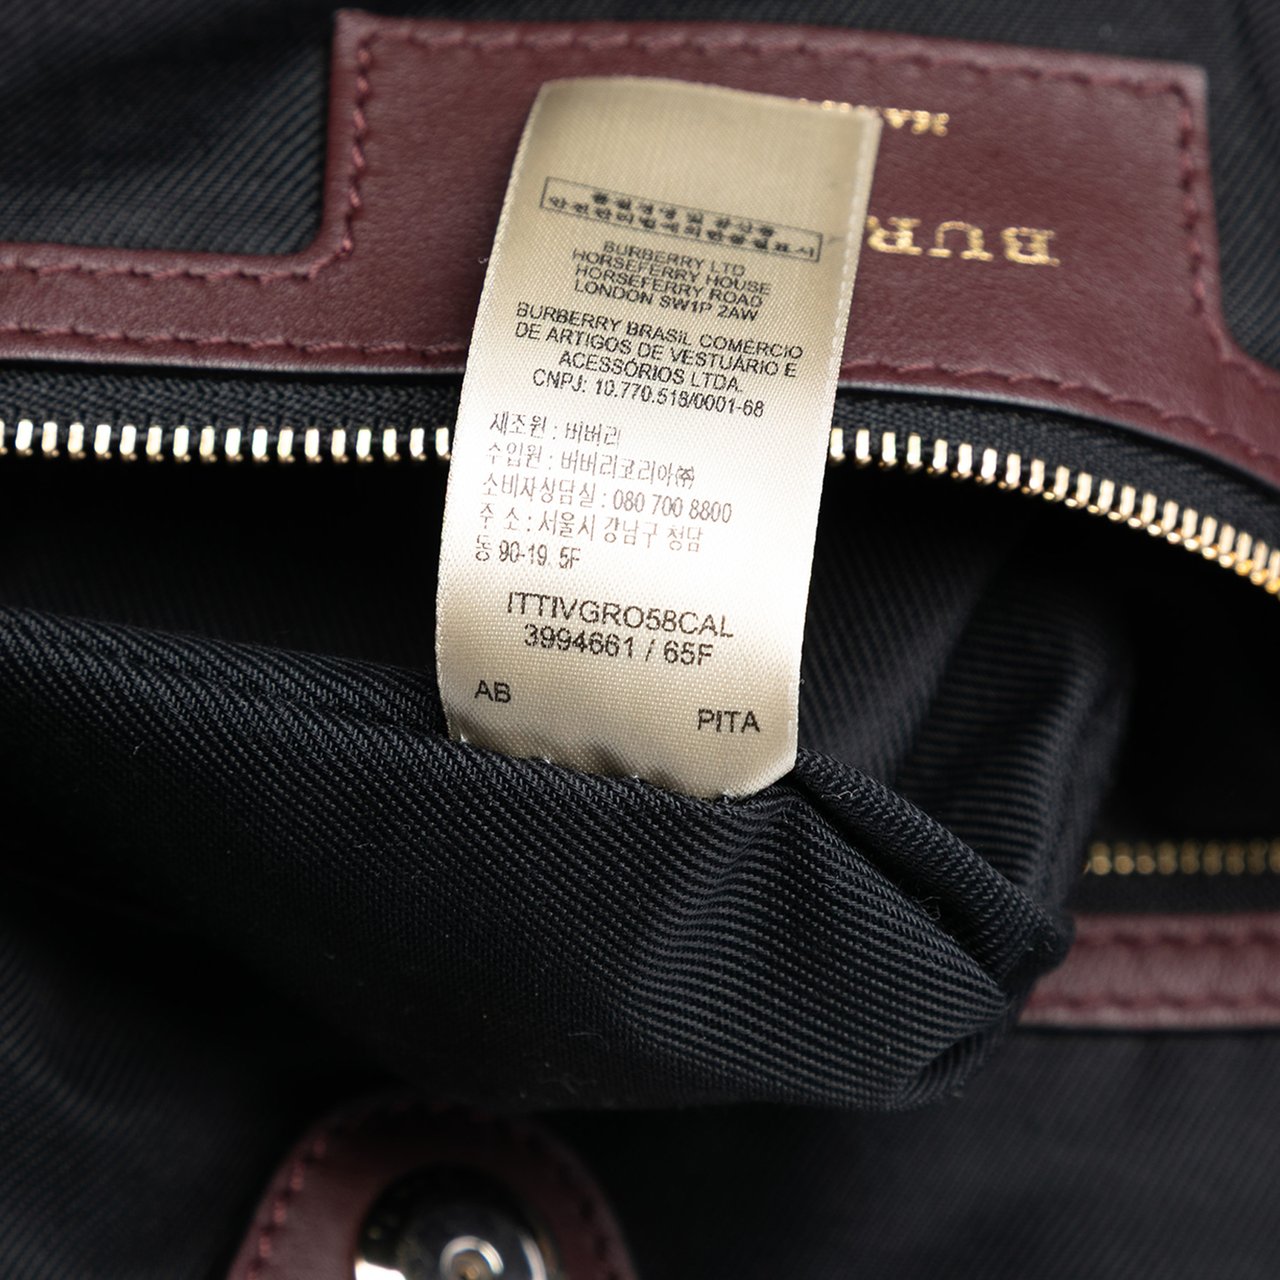 BURBERRY LTD
HORSEFERRY HOUSE
HORSEFERRY ROAD
LONDON SW1P 2AW
BURBERRY BRASIL COMÉRCIO
DE ARTIGOS DE VESTUÁRIO E
ACESSÓRIOS LTDA.
CNPJ: 10.770.518/0001-68
제조원 : 버버리
수입원 : 버버리코리아㈜
소비자상담실 : 080 700 8800
주 소 : 서울시 강남구 청담
동 90-19. 5F
ITTIVGRO58CAL
3994661 / 65F
AB
PITA
BUR